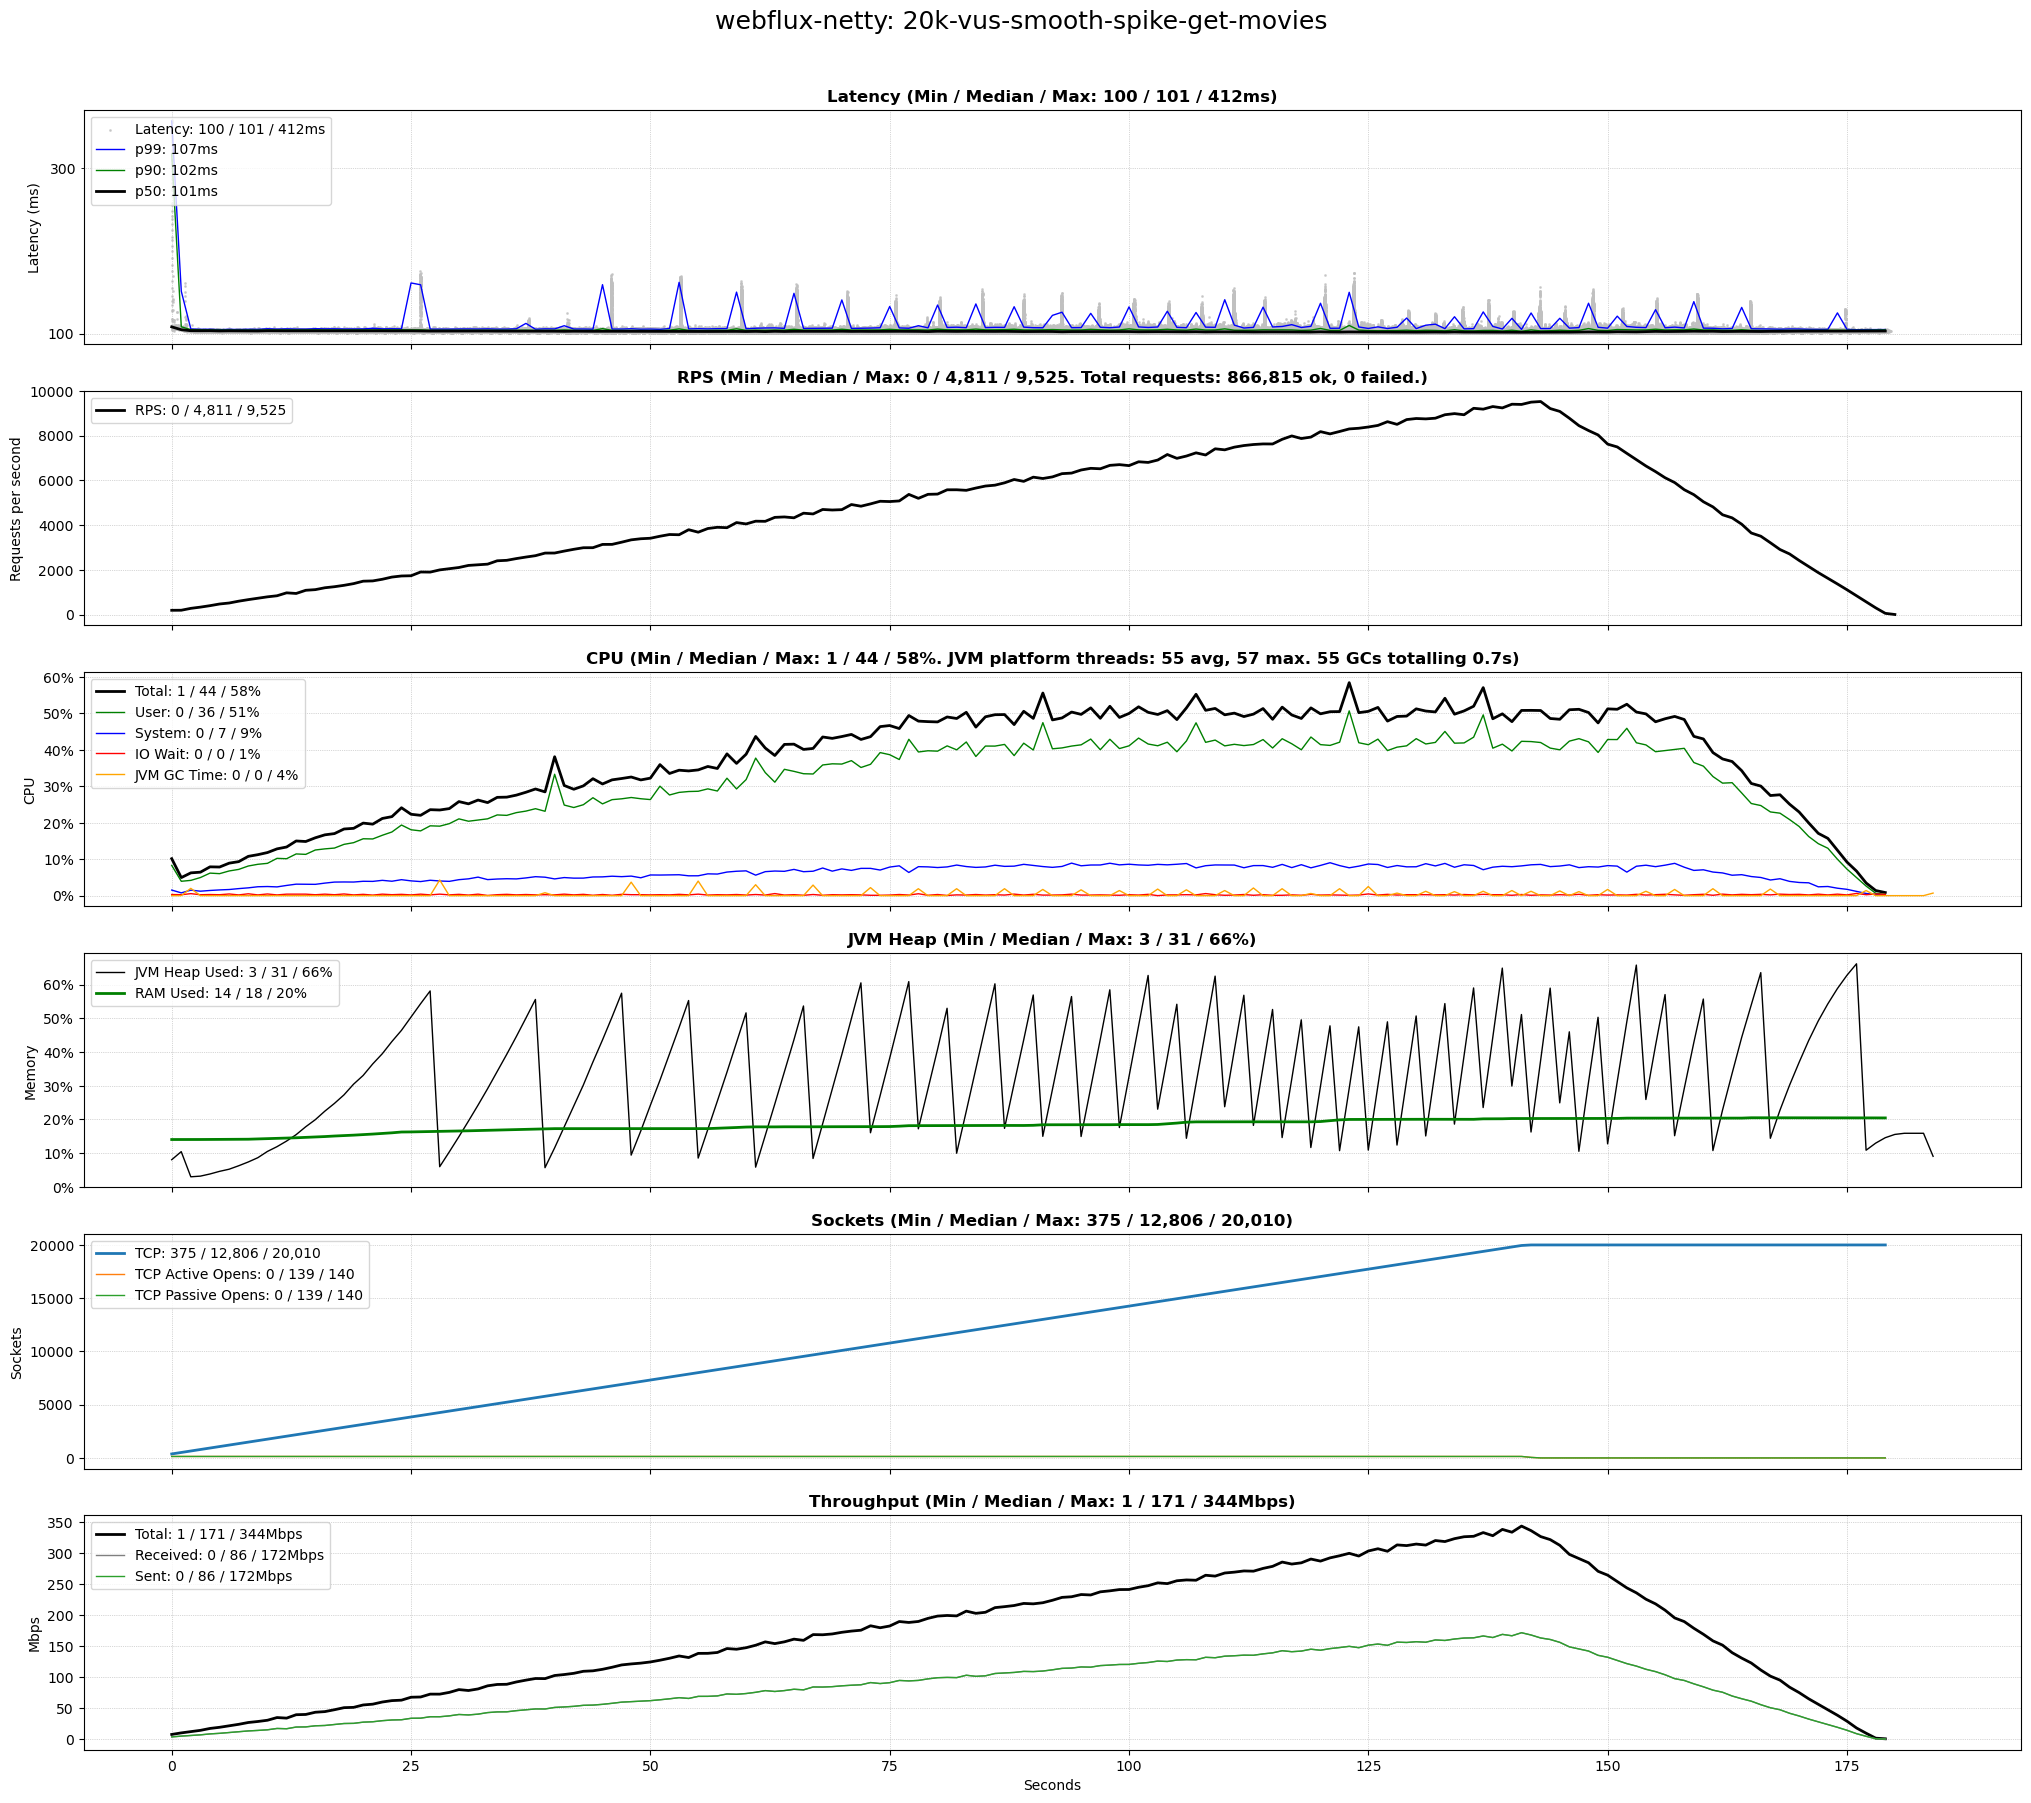 webflux-netty: 20k-vus-smooth-spike-get-movies
Latency (Min / Median / Max: 100 / 101 / 412ms)
Latency: 100 / 101 / 412ms
p99: 107ms
p90: 102ms
p50: 101ms
300
100
Latency (ms)
RPS (Min / Median / Max: 0 / 4,811 / 9,525. Total requests: 866,815 ok, 0 failed.)
RPS: 0 / 4,811 / 9,525
10000
8000
6000
4000
2000
0
Requests per second
CPU (Min / Median / Max: 1 / 44 / 58%. JVM platform threads: 55 avg, 57 max. 55 GCs totalling 0.7s)
Total: 1 / 44 / 58%
User: 0 / 36 / 51%
System: 0 / 7 / 9%
IO Wait: 0 / 0 / 1%
JVM GC Time: 0 / 0 / 4%
60%
50%
40%
30%
20%
10%
0%
CPU
JVM Heap (Min / Median / Max: 3 / 31 / 66%)
JVM Heap Used: 3 / 31 / 66%
RAM Used: 14 / 18 / 20%
60%
50%
40%
30%
20%
10%
0%
Memory
Sockets (Min / Median / Max: 375 / 12,806 / 20,010)
TCP: 375 / 12,806 / 20,010
TCP Active Opens: 0 / 139 / 140
TCP Passive Opens: 0 / 139 / 140
20000
15000
10000
5000
0
Sockets
Throughput (Min / Median / Max: 1 / 171 / 344Mbps)
Total: 1 / 171 / 344Mbps
Received: 0 / 86 / 172Mbps
Sent: 0 / 86 / 172Mbps
350
300
250
200
150
100
50
0
Mbps
0 25 50 75 100 125 150 175
Seconds